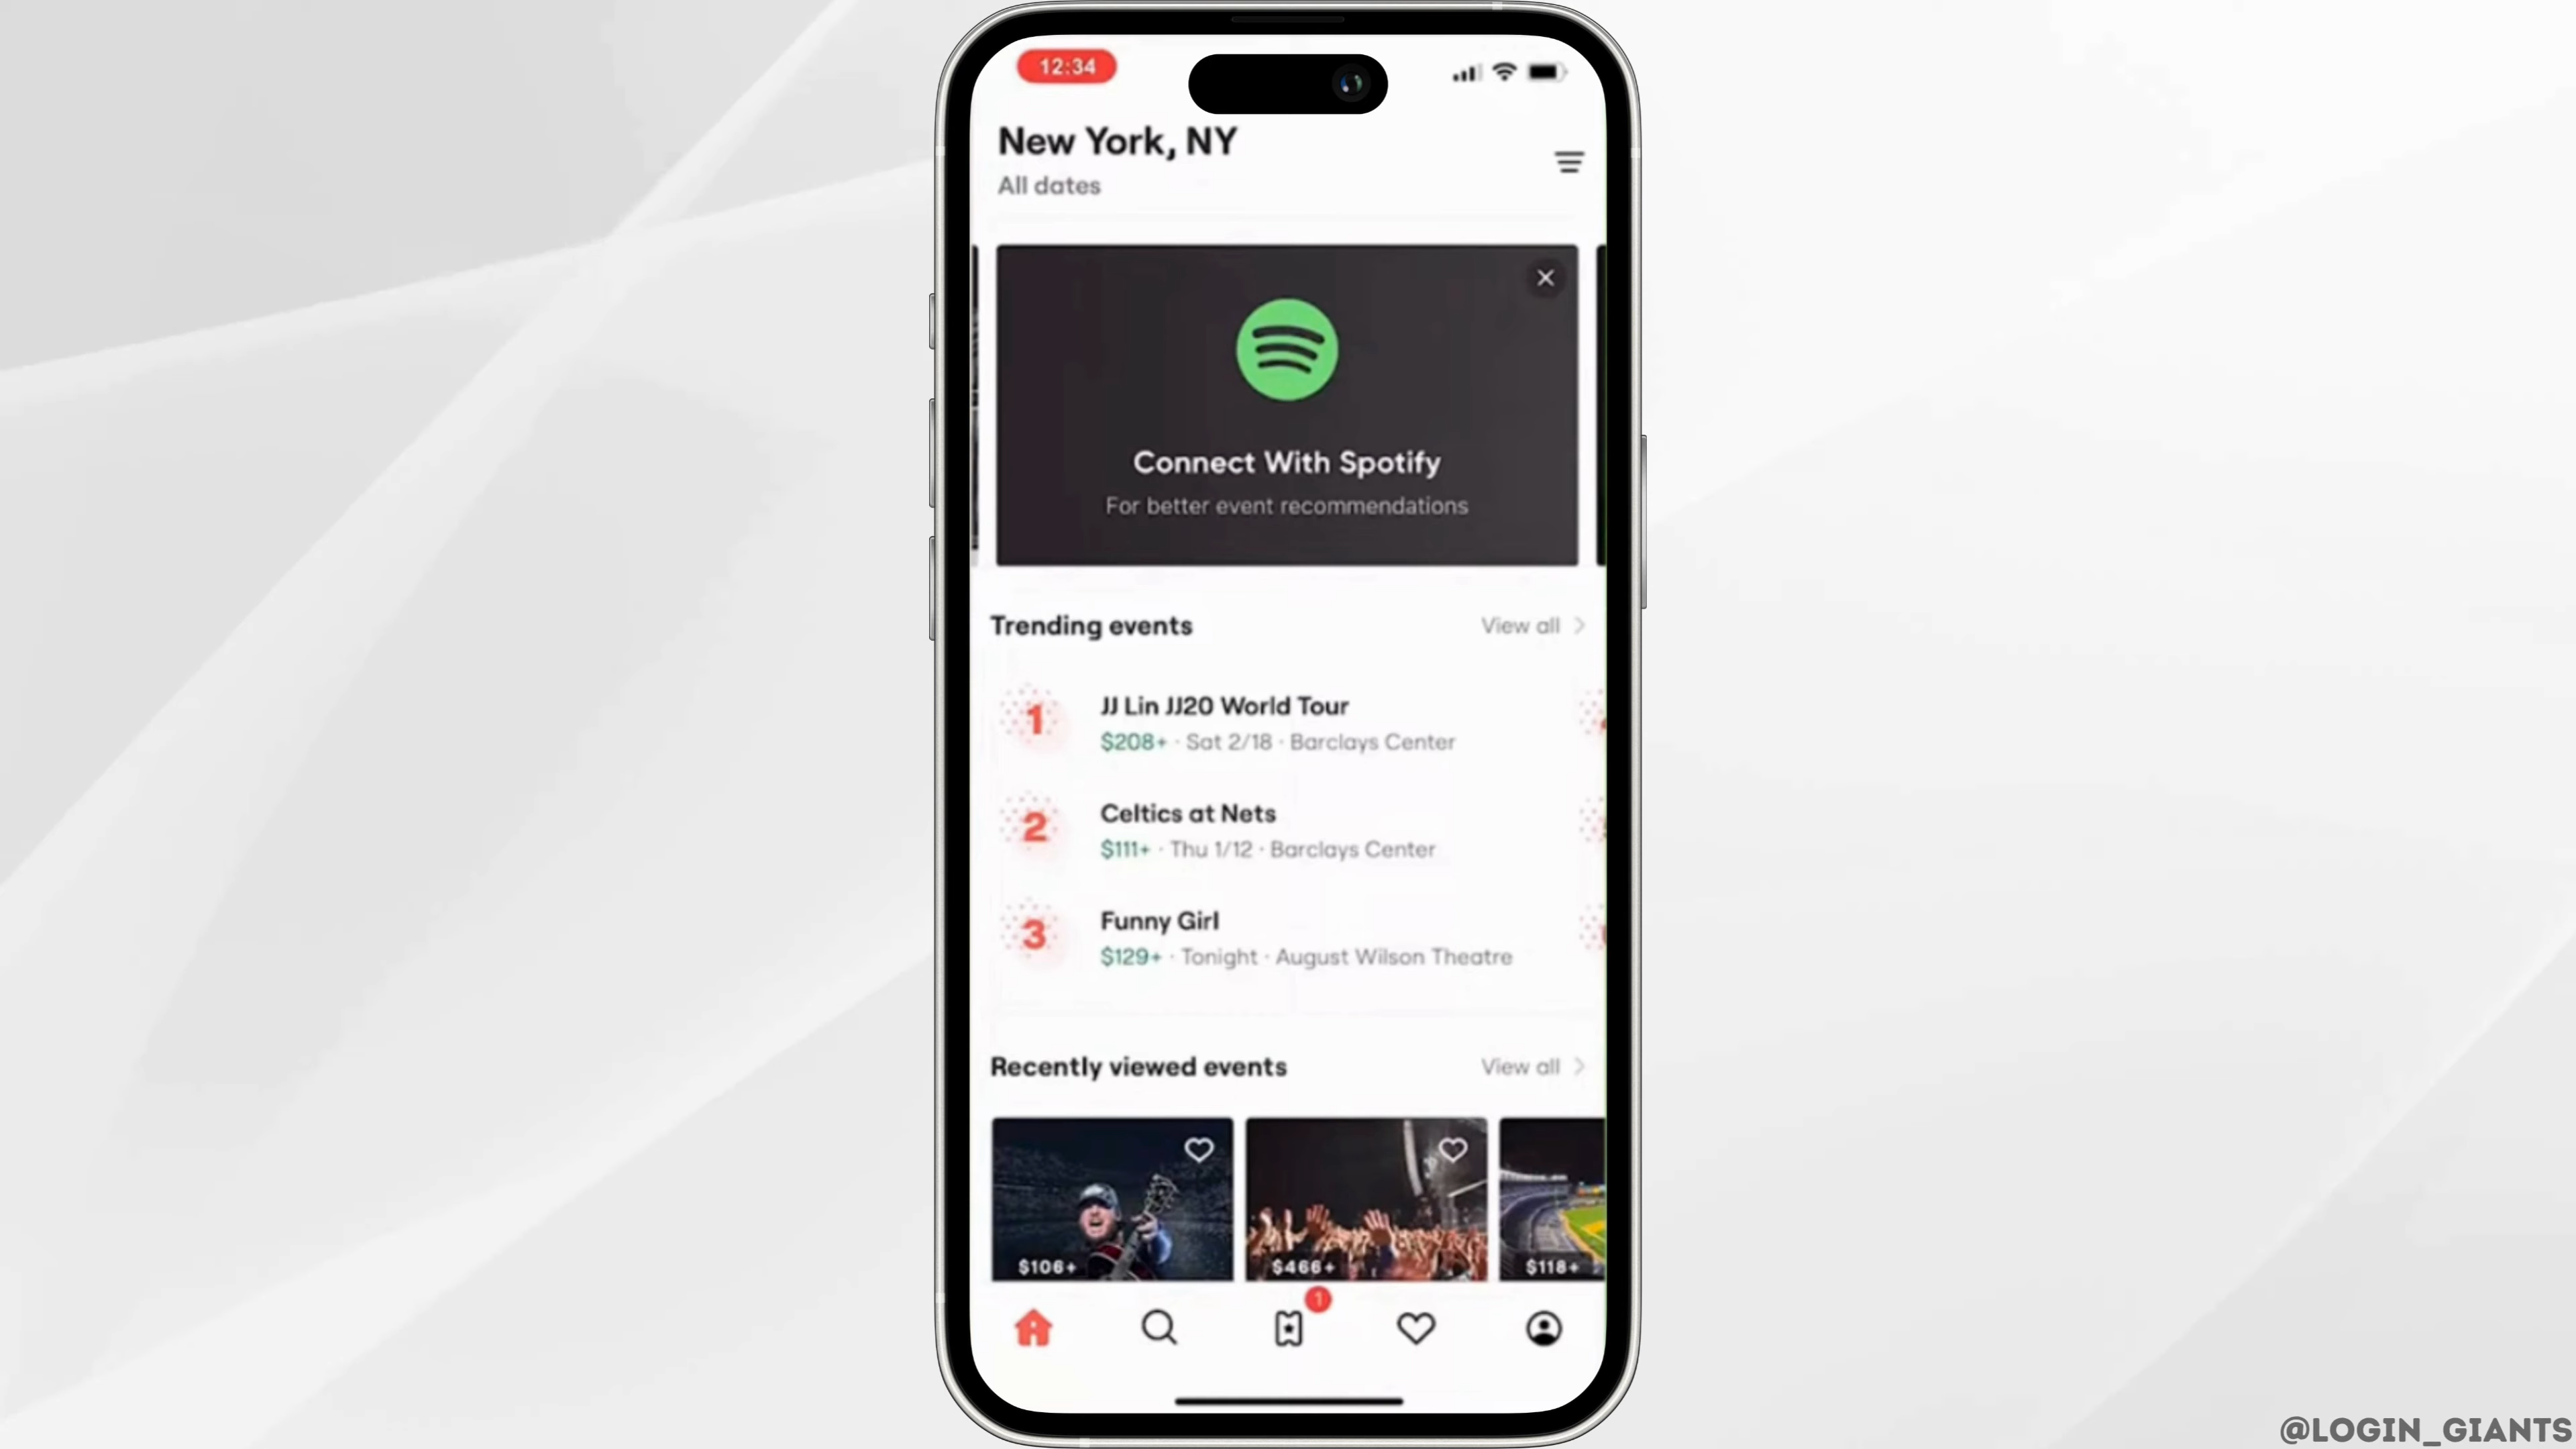 12:34
New York, NY
All dates
Connect With Spotify
For better event recommendations
Trending events
View all
1
JJ Lin JJ20 World Tour
$208+ · Sat 2/18 · Barclays Center
2
Celtics at Nets
$111+ · Thu 1/12 · Barclays Center
3
Funny Girl
$129+ · Tonight · August Wilson Theatre
Recently viewed events
View all
$106+
$466+
$118+
1
@LOGIN_GIANTS